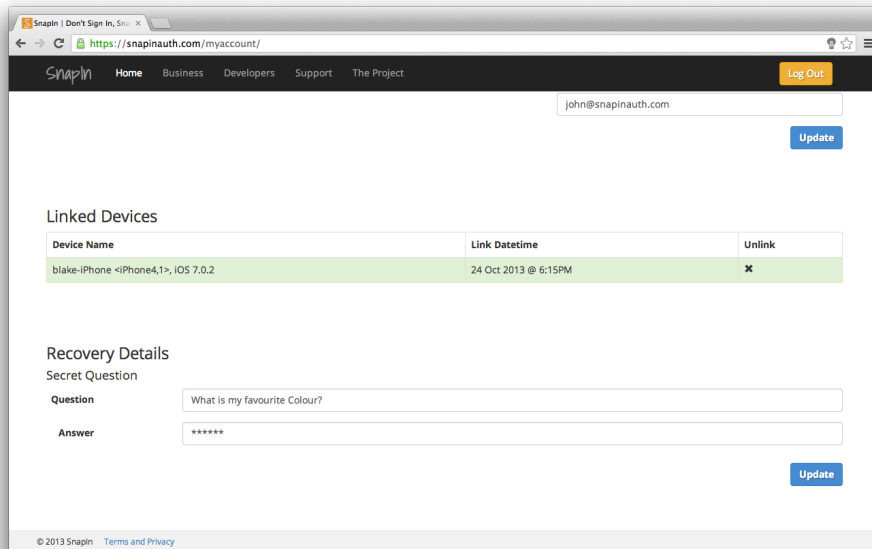 SnapIn | Don't Sign In, Sna
https://snapinauth.com/myaccount/
SnapIn Home Business Developers Support The Project Log Out
john@snapinauth.com
Update
Linked Devices
Device Name Link Datetime Unlink
blake-iPhone <iPhone4,1>, iOS 7.0.2 24 Oct 2013 @ 6:15PM ✖
Recovery Details
Secret Question
Question What is my favourite Colour?
Answer ******
Update
© 2013 SnapIn Terms and Privacy